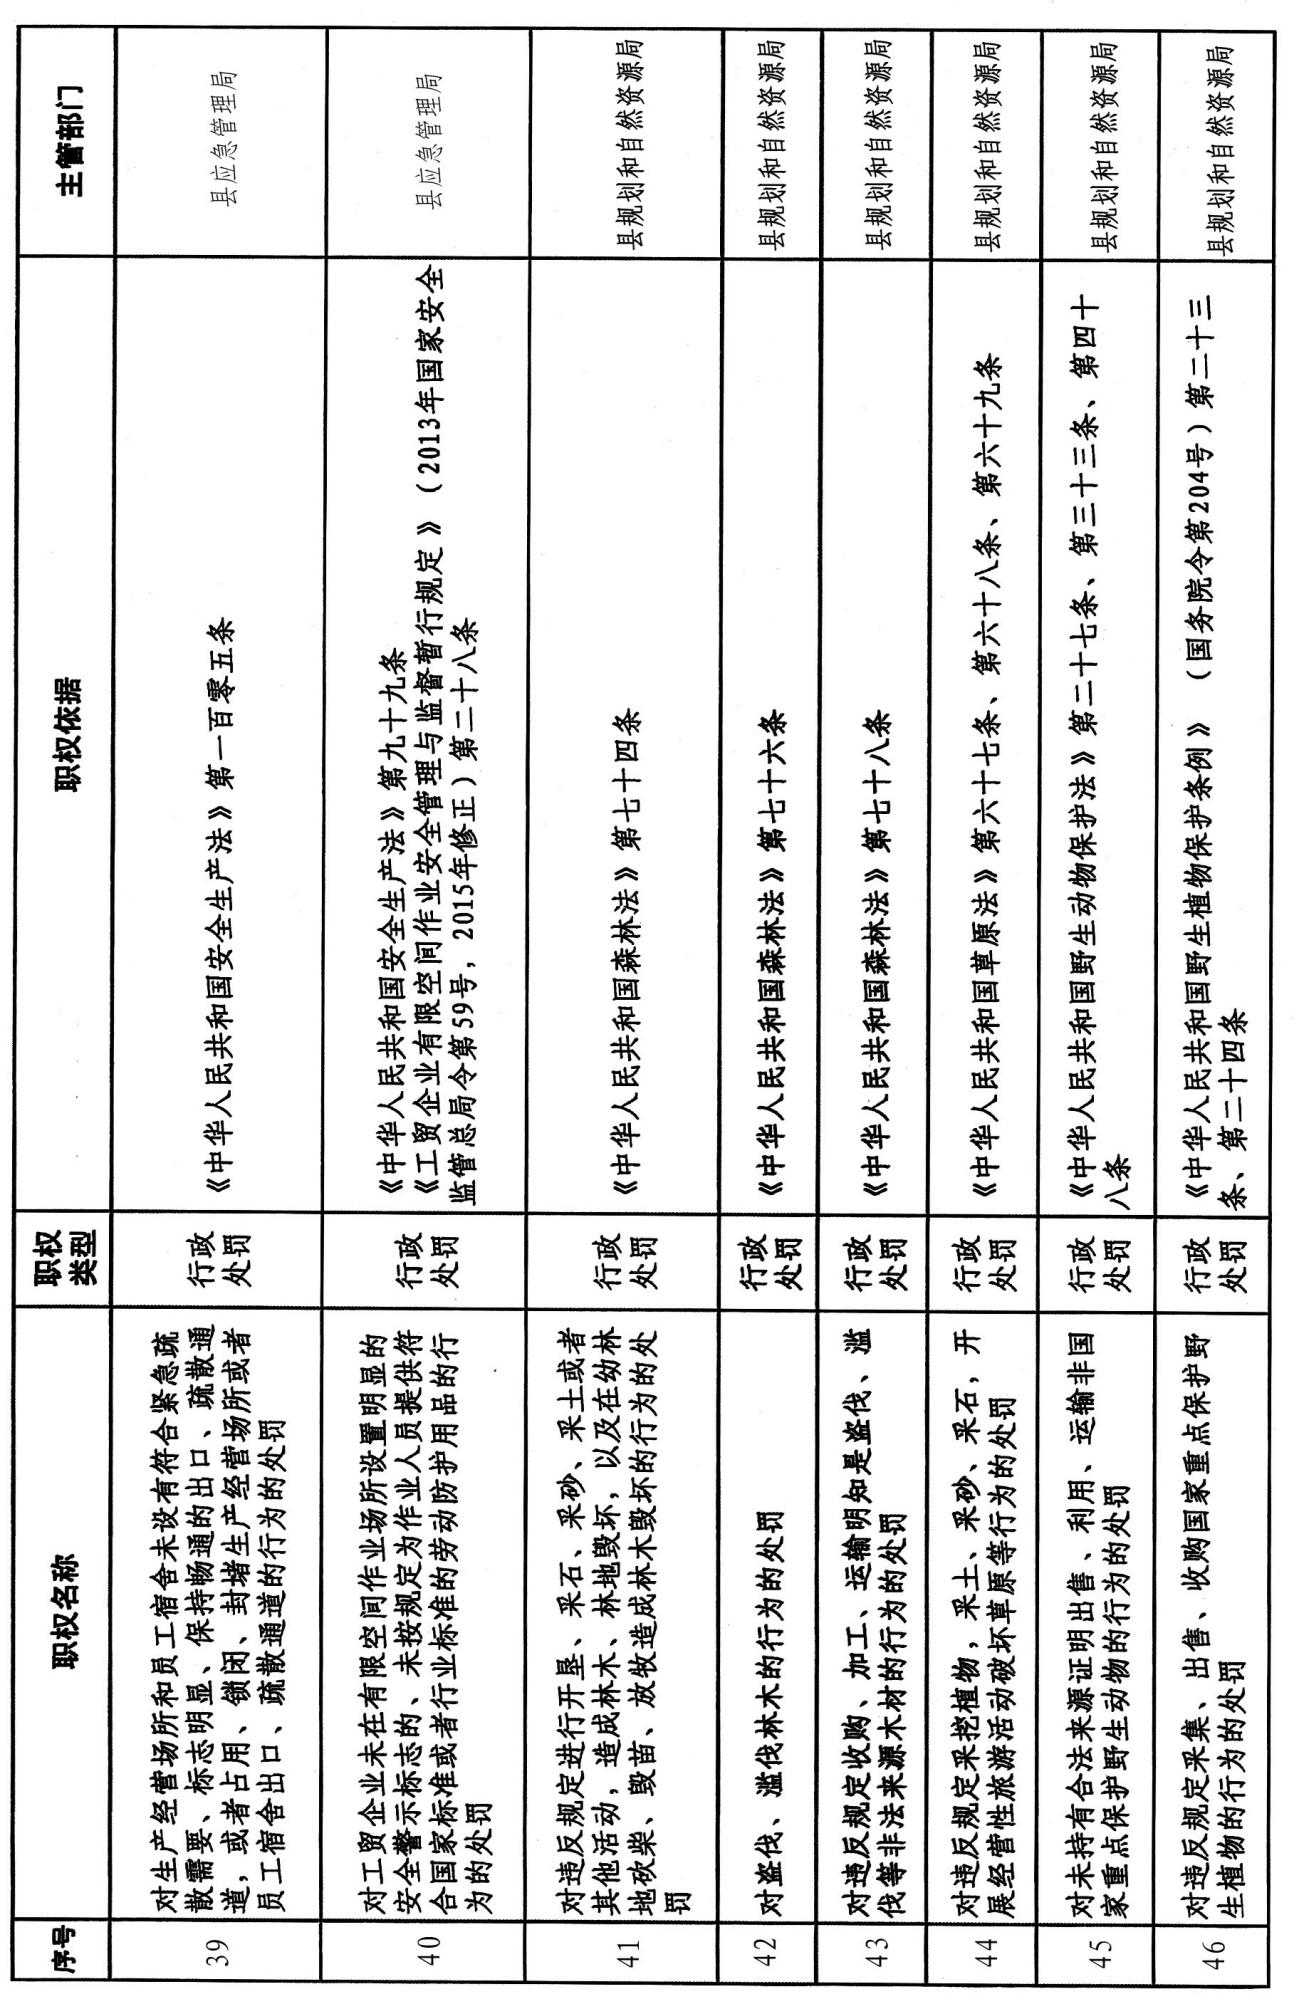 序号
职权名称
职权
类型
职权依据
主管部门
39
对生产经营场所和员工宿舍未设有符合紧急疏
散需要、标志明显、保持畅通的出口、疏散通
道，或者占用、锁闭、封堵生产经营场所或者
员工宿舍出口、疏散通道的行为的处罚
行政
处罚
《中华人民共和国安全生产法》第一百零五条
县应急管理局
40
对工贸企业未在有限空间作业场所设置明显的
安全警示标志的、未按规定为作业人员提供符
合国家标准或者行业标准的劳动防护用品的行
为的处罚
行政
处罚
《中华人民共和国安全生产法》第九十九条
《工贸企业有限空间作业安全管理与监督暂行规定》（2013年国家安全
监管总局令第59号，2015年修正）第二十八条
县应急管理局
41
对违反规定进行开垦、采石、采砂、采土或者
其他活动，造成林木、林地毁坏，以及在幼林
地砍柴、毁苗、放牧造成林木毁坏的行为的处
罚
行政
处罚
《中华人民共和国森林法》第七十四条
县规划和自然资源局
42
对盗伐、滥伐林木的行为的处罚
行政
处罚
《中华人民共和国森林法》第七十六条
县规划和自然资源局
43
对违反规定收购、加工、运输明知是盗伐、滥
伐等非法来源木材的行为的处罚
行政
处罚
《中华人民共和国森林法》第七十八条
县规划和自然资源局
44
对违反规定采挖植物，采土、采砂、采石，开
展经营性旅游活动破坏草原等行为的处罚
行政
处罚
《中华人民共和国草原法》第六十七条、第六十八条、第六十九条
县规划和自然资源局
45
对未持有合法来源证明出售、利用、运输非国
家重点保护野生动物的行为的处罚
行政
处罚
《中华人民共和国野生动物保护法》第二十七条、第三十三条、第四十
八条
县规划和自然资源局
46
对违反规定采集、出售、收购国家重点保护野
生植物的行为的处罚
行政
处罚
《中华人民共和国野生植物保护条例》（国务院令第204号）第二十三
条、第二十四条
县规划和自然资源局